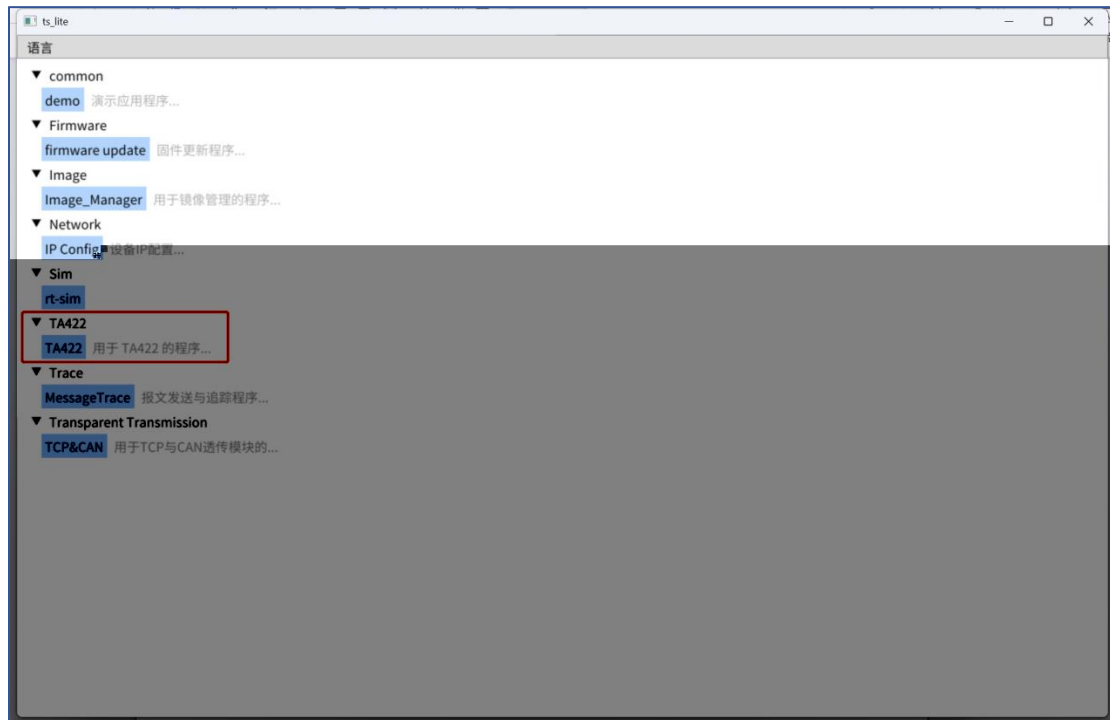 ts_lite
语言
common
demo 演示应用程序...
Firmware
firmware update 固件更新程序...
Image
Image_Manager 用于镜像管理的程序...
Network
IP Config 设备IP配置...
Sim
rt-sim
TA422
TA422 用于 TA422 的程序...
Trace
MessageTrace 报文发送与追踪程序...
Transparent Transmission
TCP&CAN 用于TCP与CAN透传模块的...